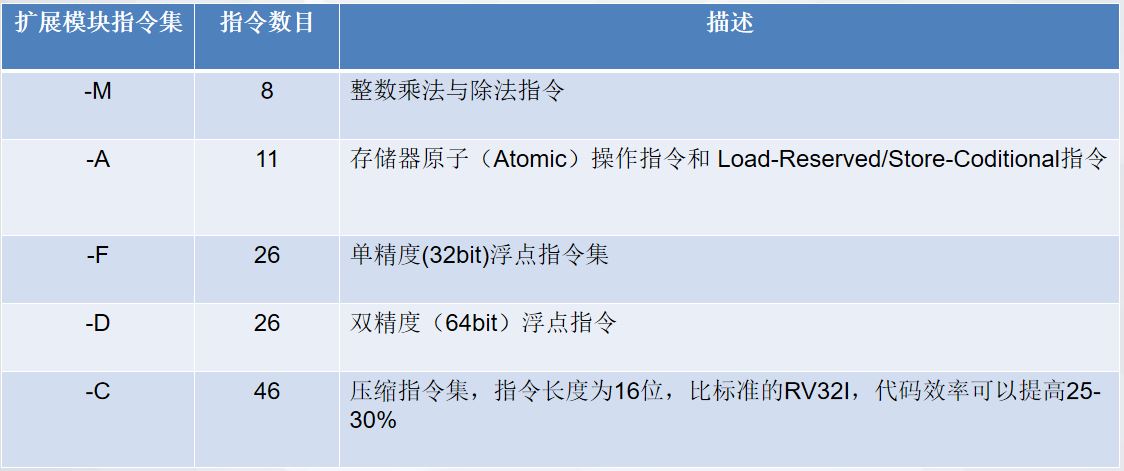 扩展模块指令集 指令数目 描述
-M 8 整数乘法与除法指令
-A 11 存储器原子（Atomic）操作指令和 Load-Reserved/Store-Coditional指令
-F 26 单精度(32bit)浮点指令集
-D 26 双精度（64bit）浮点指令
-C 46 压缩指令集，指令长度为16位，比标准的RV32I，代码效率可以提高25-
30%